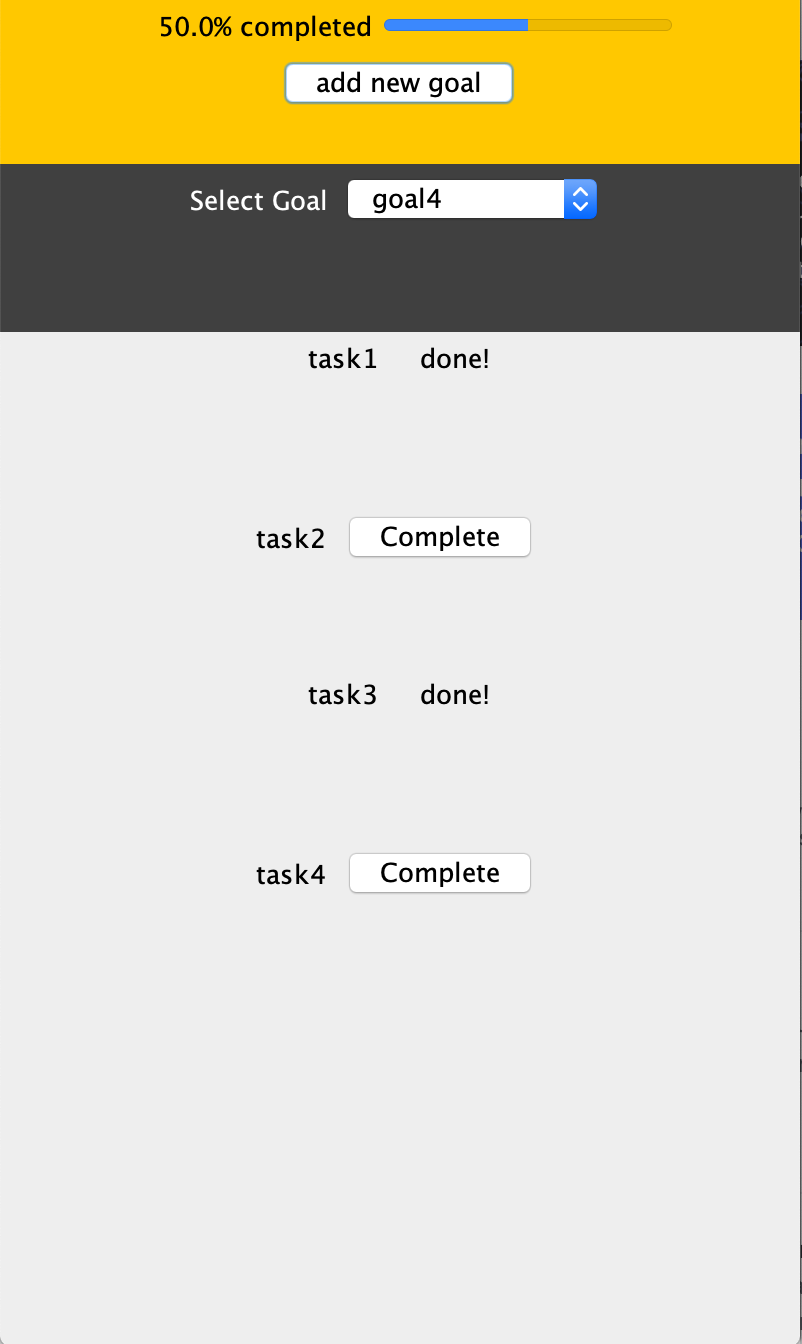 50.0% completed
add new goal
Select Goal goal4
task1 done!
task2 Complete
task3 done!
task4 Complete